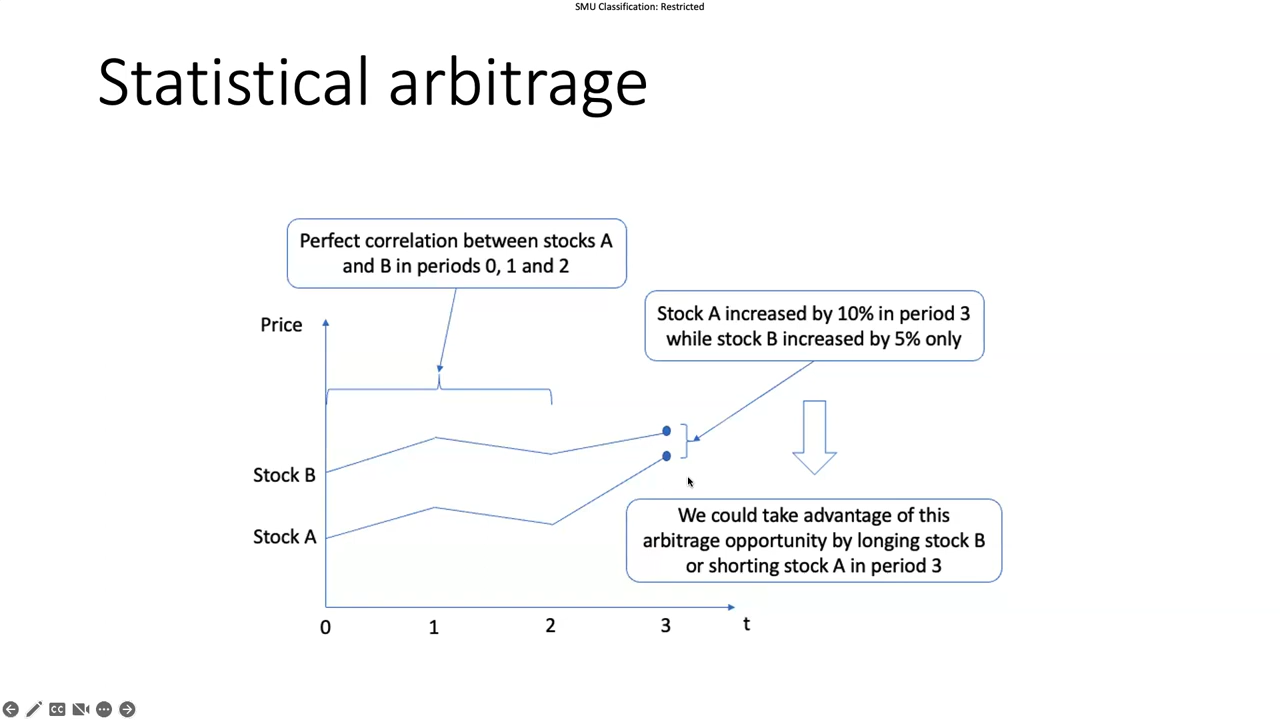 SMU Classification: Restricted
Statistical arbitrage
Perfect correlation between stocks A
and B in periods 0, 1 and 2
Stock A increased by 10% in period 3
while stock B increased by 5% only
Price
Stock B
Stock A
We could take advantage of this
arbitrage opportunity by longing stock B
or shorting stock A in period 3
0 1 2 3 t
CC